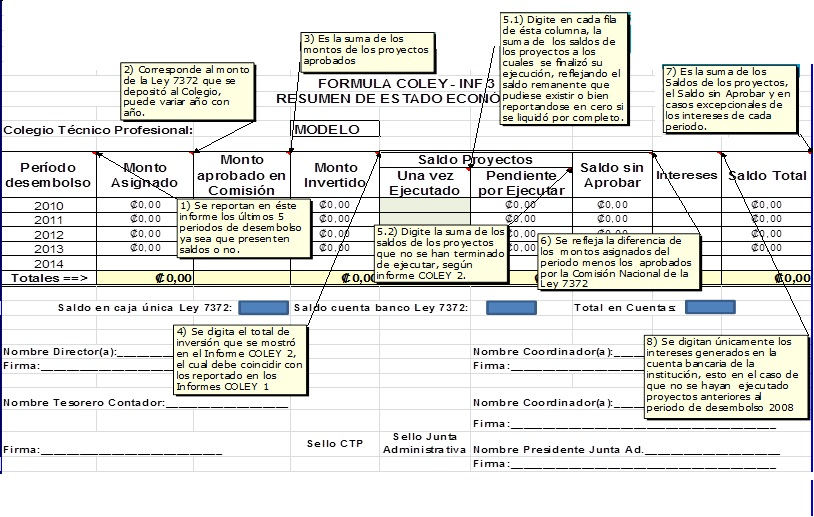 5.1) Digite en cada fila
de ésta columna, la
suma de los saldos de
los proyectos a los
cuales se finalizó su
ejecución, reflejando el
saldo remanente que
pudiese existir o bien
reportandose en cero si
se liquidó por completo.
3) Es la suma de los
montos de los proyectos
aprobados
2) Corresponde al monto
de la Ley 7372 que se
depositó al Colegio,
puede variar año con
año.
7) Es la suma de los
Saldos de los proyectos,
el Saldo sin Aprobar y en
casos excepcionales de
los intereses de cada
periodo.
FORMULA COLEY - INF 3
RESUMEN DE ESTADO ECONÓ
Colegio Técnico Profesional: MODELO
Período desembolso
Monto Asignado
Monto aprobado en Comisión
Monto Invertido
Saldo Proyectos
Una vez Ejecutado
Pendiente por Ejecutar
Saldo sin Aprobar
Intereses
Saldo Total
2010 ₡0,00 ₡0,00 ₡0,00 ₡0,00 ₡0,00
2011 ₡0,00 ₡0,00 ₡0,00 ₡0,00 ₡0,00
2012 ₡0,00 ₡0,00 ₡0,00 ₡0,00
2013 ₡0,00 ₡0,00 ₡0,00 ₡0,00
2014
Totales ==> ₡0,00 ₡0,00
1) Se reportan en éste
informe los últimos 5
periodos de desembolso
ya sea que presenten
saldos o no.
5.2) Digite la suma de los
saldos de los proyectos
que no se han terminado
de ejecutar, según
informe COLEY 2.
6) Se refleja la diferencia de
los montos asignados del
periodo menos los aprobados
por la Comisión Nacional de la
Ley 7372
Saldo en caja única Ley 7372: Saldo cuenta banco Ley 7372: Total en Cuentas:
4) Se digita el total de
inversión que se mostró
en el Informe COLEY 2,
el cual debe coincidir con
los reportado en los
Informes COLEY 1
8) Se digitan únicamente los
intereses generados en la
cuenta bancaria de la
institución, esto en el caso de
que no se hayan ejecutado
proyectos anteriores al
periodo de desembolso 2008
Nombre Director(a): Nombre Coordinador(a):
Firma: Firma:
Nombre Tesorero Contador: Nombre Coordinador(a):
Firma:
Firma: Sello CTP Sello Junta Administrativa Nombre Presidente Junta Ad.
Firma: